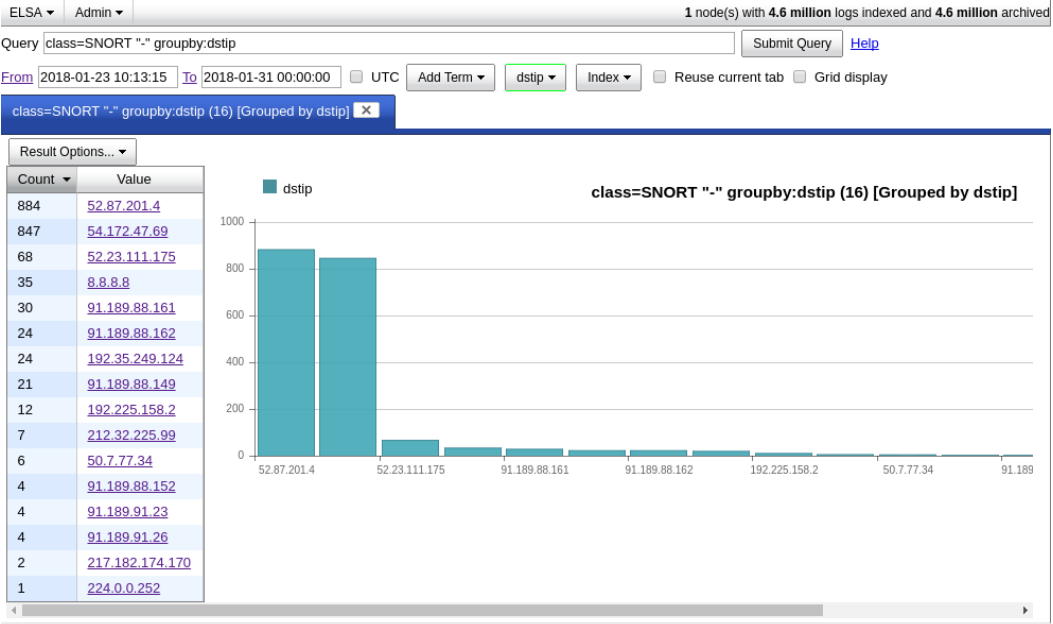 ELSA Admin 1 node(s) with 4.6 million logs indexed and 4.6 million archived
Query class=SNORT "-" groupby:dstip Submit Query Help
From 2018-01-23 10:13:15 To 2018-01-31 00:00:00 UTC Add Term dstip Index Reuse current tab Grid display
class=SNORT "-" groupby:dstip (16) [Grouped by dstip] X
Result Options...
Count Value
884 52.87.201.4
847 54.172.47.69
68 52.23.111.175
35 8.8.8.8
30 91.189.88.161
24 91.189.88.162
24 192.35.249.124
21 91.189.88.149
12 192.225.158.2
7 212.32.225.99
6 50.7.77.34
4 91.189.88.152
4 91.189.91.23
4 91.189.91.26
2 217.182.174.170
1 224.0.0.252
dstip
class=SNORT "-" groupby:dstip (16) [Grouped by dstip]
1000
800
600
400
200
0
52.87.201.4 52.23.111.175 91.189.88.161 91.189.88.162 192.225.158.2 50.7.77.34 91.189